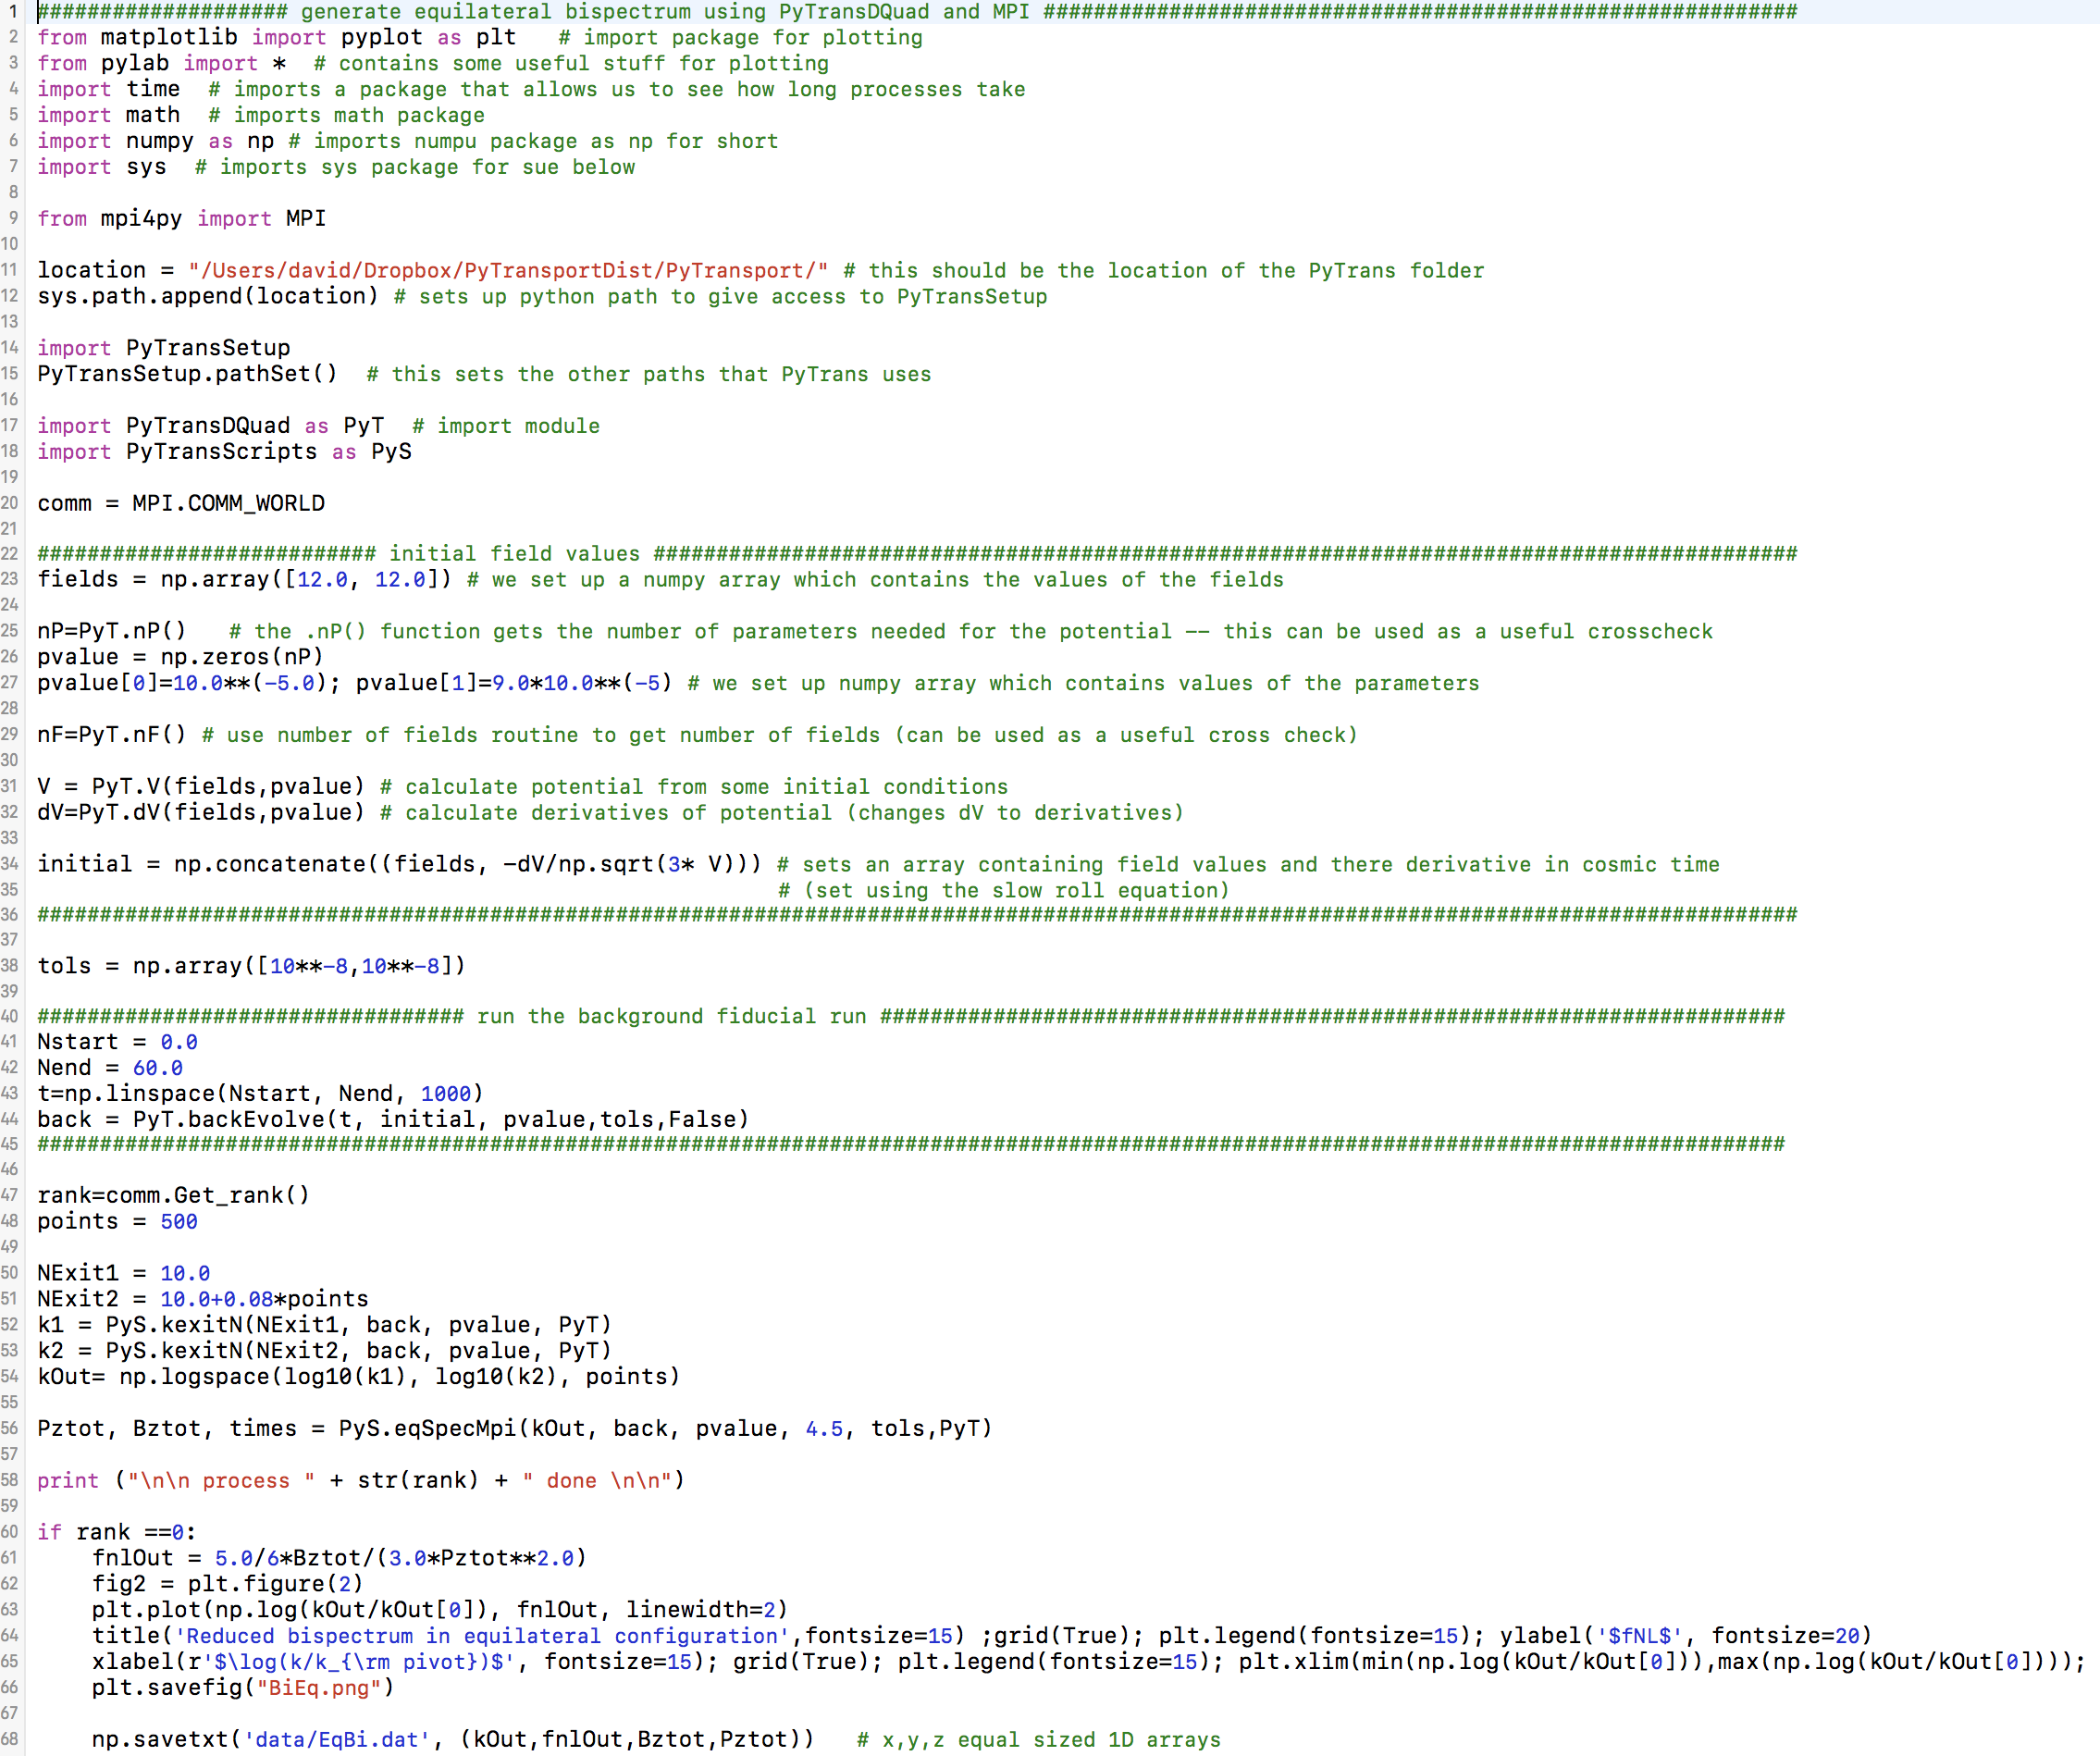 1 #################### generate equilateral bispectrum using PyTransDQuad and MPI ############################################################
2 from matplotlib import pyplot as plt   # import package for plotting
3 from pylab import *  # contains some useful stuff for plotting
4 import time  # imports a package that allows us to see how long processes take
5 import math  # imports math package
6 import numpy as np # imports numpu package as np for short
7 import sys  # imports sys package for sue below
8
9 from mpi4py import MPI
10
11 location = "/Users/david/Dropbox/PyTransportDist/PyTransport/" # this should be the location of the PyTrans folder
12 sys.path.append(location) # sets up python path to give access to PyTransSetup
13
14 import PyTransSetup
15 PyTransSetup.pathSet()  # this sets the other paths that PyTrans uses
16
17 import PyTransDQuad as PyT  # import module
18 import PyTransScripts as PyS
19
20 comm = MPI.COMM_WORLD
21
22 ########################### initial field values ###########################################################################################
23 fields = np.array([12.0, 12.0]) # we set up a numpy array which contains the values of the fields
24
25 nP=PyT.nP()   # the .nP() function gets the number of parameters needed for the potential -- this can be used as a useful crosscheck
26 pvalue = np.zeros(nP)
27 pvalue[0]=10.0**(-5.0); pvalue[1]=9.0*10.0**(-5) # we set up numpy array which contains values of the parameters
28
29 nF=PyT.nF() # use number of fields routine to get number of fields (can be used as a useful cross check)
30
31 V = PyT.V(fields,pvalue) # calculate potential from some initial conditions
32 dV=PyT.dV(fields,pvalue) # calculate derivatives of potential (changes dV to derivatives)
33
34 initial = np.concatenate((fields, -dV/np.sqrt(3* V))) # sets an array containing field values and there derivative in cosmic time
35                                                       # (set using the slow roll equation)
36 ############################################################################################################################################
37
38 tols = np.array([10**-8,10**-8])
39
40 ################################## run the background fiducial run ########################################################################
41 Nstart = 0.0
42 Nend = 60.0
43 t=np.linspace(Nstart, Nend, 1000)
44 back = PyT.backEvolve(t, initial, pvalue,tols,False)
45 ###########################################################################################################################################
46
47 rank=comm.Get_rank()
48 points = 500
49
50 NExit1 = 10.0
51 NExit2 = 10.0+0.08*points
52 k1 = PyS.kexitN(NExit1, back, pvalue, PyT)
53 k2 = PyS.kexitN(NExit2, back, pvalue, PyT)
54 kOut= np.logspace(log10(k1), log10(k2), points)
55
56 Pztot, Bztot, times = PyS.eqSpecMpi(kOut, back, pvalue, 4.5, tols,PyT)
57
58 print ("\n\n process " + str(rank) + " done \n\n")
59
60 if rank ==0:
61     fnlOut = 5.0/6*Bztot/(3.0*Pztot**2.0)
62     fig2 = plt.figure(2)
63     plt.plot(np.log(kOut/kOut[0]), fnlOut, linewidth=2)
64     title('Reduced bispectrum in equilateral configuration',fontsize=15) ;grid(True); plt.legend(fontsize=15); ylabel('$fNL$', fontsize=20)
65     xlabel(r'$\log(k/k_{\rm pivot})$', fontsize=15); grid(True); plt.legend(fontsize=15); plt.xlim(min(np.log(kOut/kOut[0])),max(np.log(kOut/kOut[0])));
66     plt.savefig("BiEq.png")
67
68     np.savetxt('data/EqBi.dat', (kOut,fnlOut,Bztot,Pztot))   # x,y,z equal sized 1D arrays